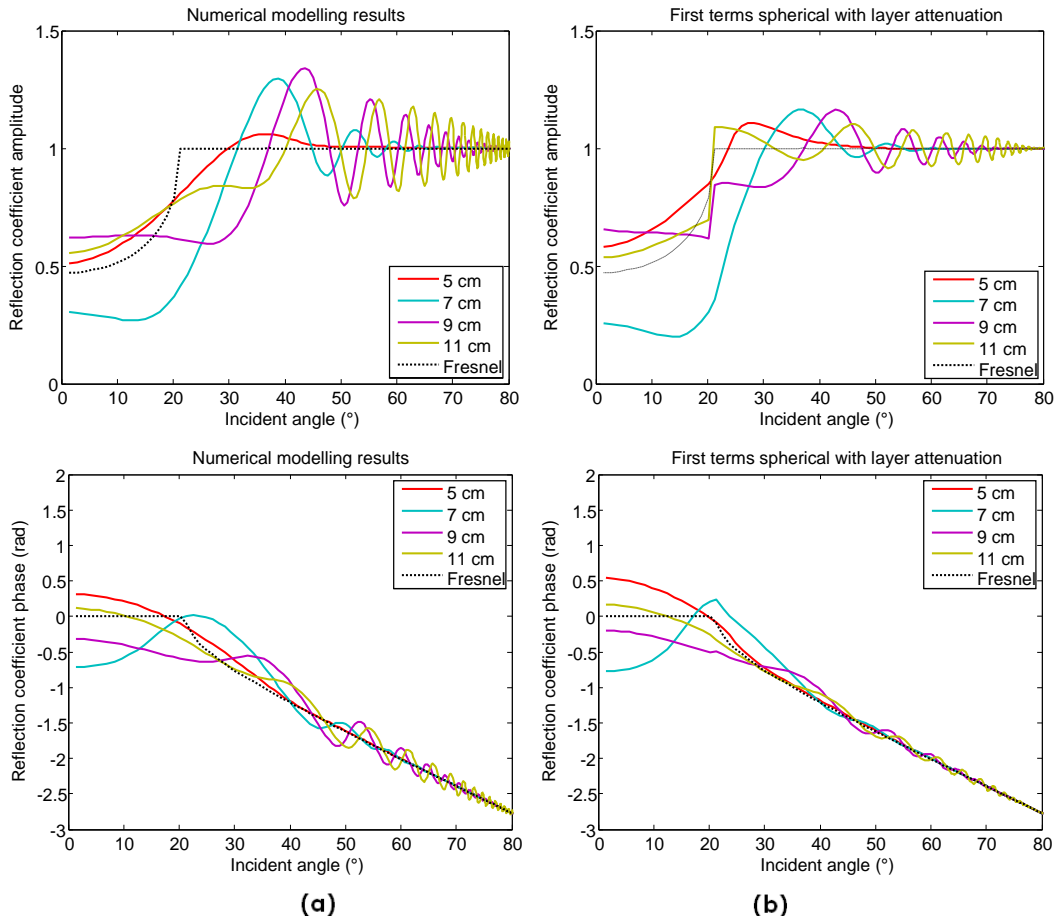 Numerical modelling results
1.5
1
0.5
0
Reflection coefficient amplitude
5 cm
7 cm
9 cm
11 cm
Fresnel
0 10 20 30 40 50 60 70 80
Incident angle (°)
First terms spherical with layer attenuation
1.5
1
0.5
0
Reflection coefficient amplitude
5 cm
7 cm
9 cm
11 cm
Fresnel
0 10 20 30 40 50 60 70 80
Incident angle (°)
Numerical modelling results
2
1.5
1
0.5
0
-0.5
-1
-1.5
-2
-2.5
-3
Reflection coefficient phase (rad)
5 cm
7 cm
9 cm
11 cm
Fresnel
0 10 20 30 40 50 60 70 80
Incident angle (°)
First terms spherical with layer attenuation
2
1.5
1
0.5
0
-0.5
-1
-1.5
-2
-2.5
-3
Reflection coefficient phase (rad)
5 cm
7 cm
9 cm
11 cm
Fresnel
0 10 20 30 40 50 60 70 80
Incident angle (°)
(a)
(b)